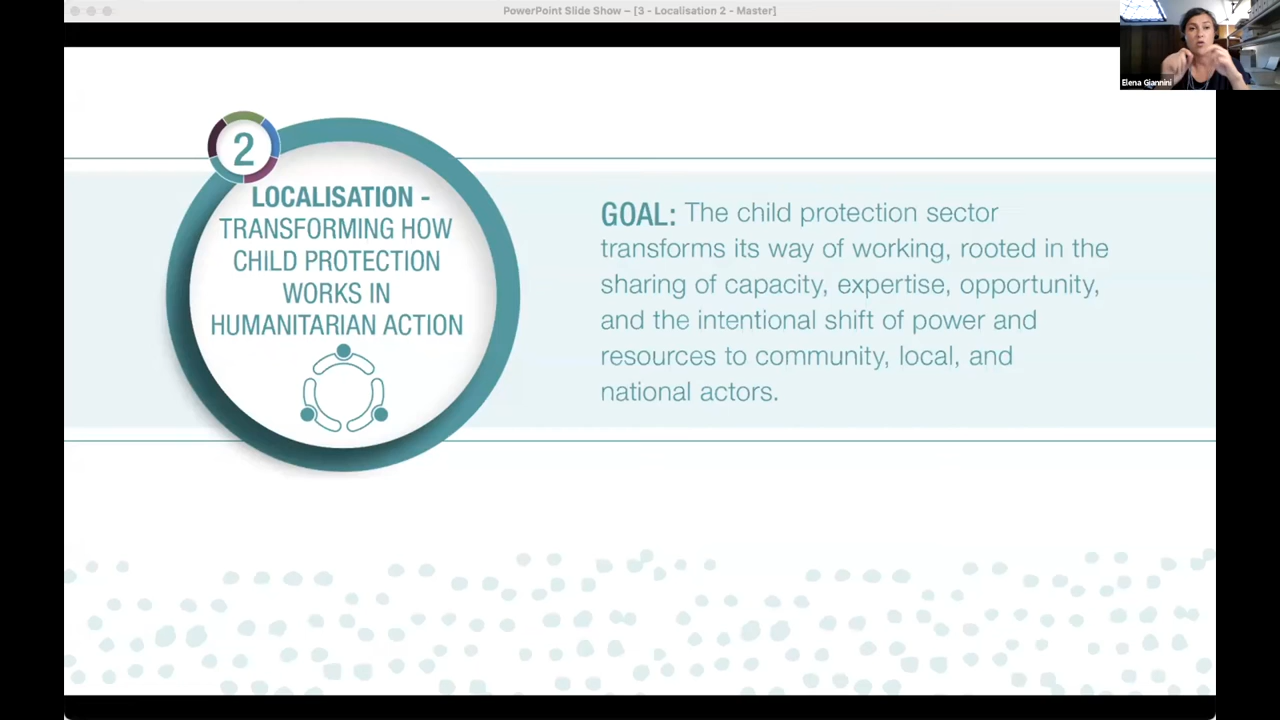 PowerPoint Slide Show – [3 - Localisation 2 - Master]
Elena Giannini
2
LOCALISATION -
TRANSFORMING HOW
CHILD PROTECTION
WORKS IN
HUMANITARIAN ACTION
GOAL: The child protection sector
transforms its way of working, rooted in the
sharing of capacity, expertise, opportunity,
and the intentional shift of power and
resources to community, local, and
national actors.